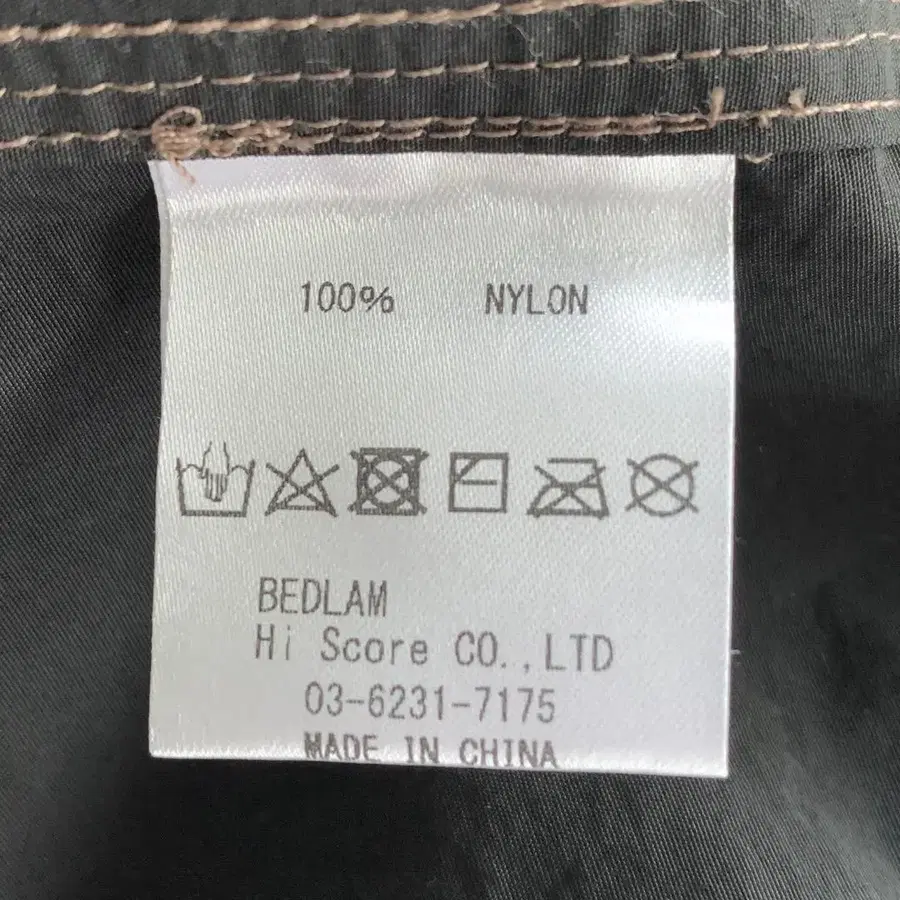 100% NYLON
BEDLAM
Hi Score CO.,LTD
03-6231-7175
MADE IN CHINA